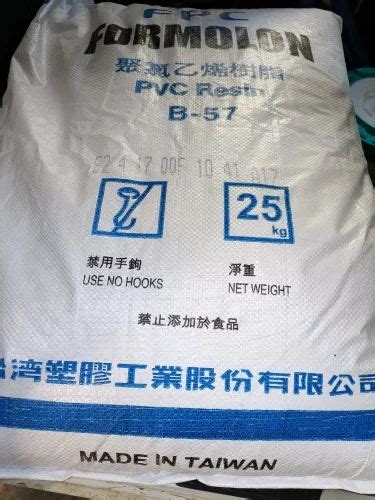 FPC
FORMOLON
聚氯乙烯樹脂
PVC Resin
B-57
25
kg
禁用手鉤
USE NO HOOKS
淨重
NET WEIGHT
禁止添加於食品
台湾塑膠工業股份有限公司
MADE IN TAIWAN